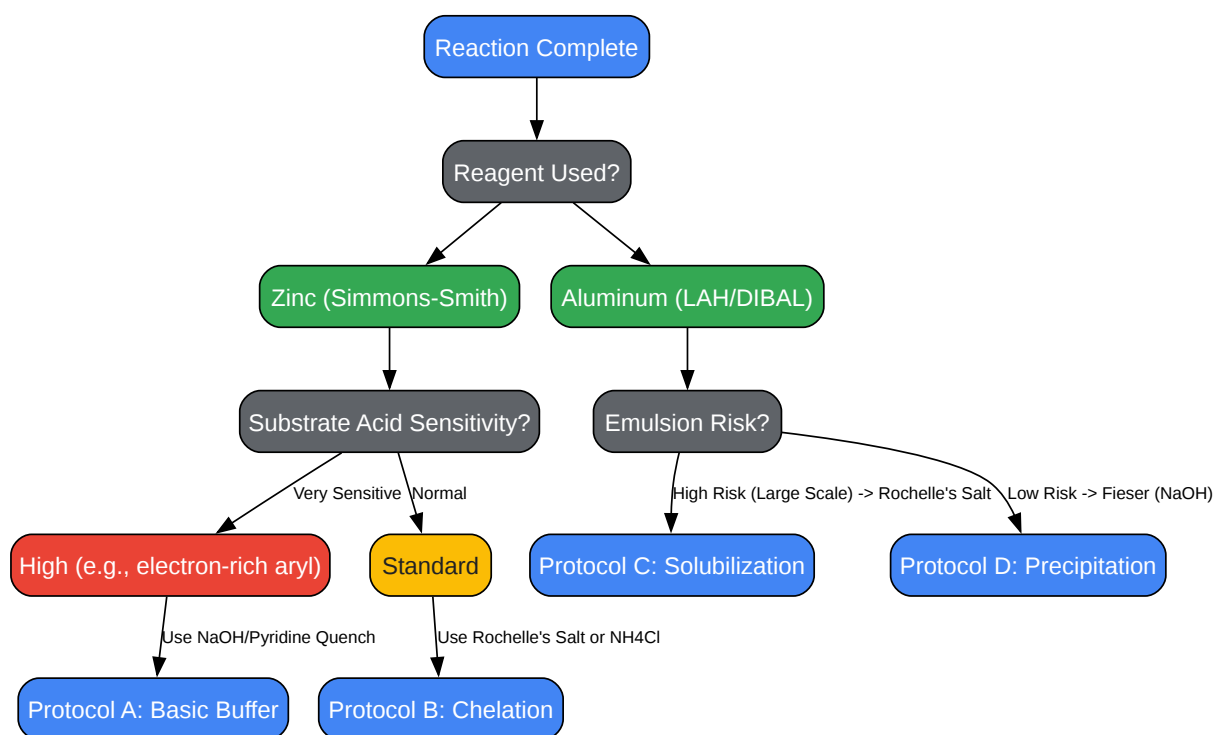 Reaction Complete
Reagent Used?
Zinc (Simmons-Smith)
Aluminum (LAH/DIBAL)
Substrate Acid Sensitivity?
Emulsion Risk?
Very Sensitive
Normal
High Risk (Large Scale) -> Rochelle's Salt
Low Risk -> Fieser (NaOH)
High (e.g., electron-rich aryl)
Standard
Protocol C: Solubilization
Protocol D: Precipitation
Use NaOH/Pyridine Quench
Use Rochelle's Salt or NH4Cl
Protocol A: Basic Buffer
Protocol B: Chelation